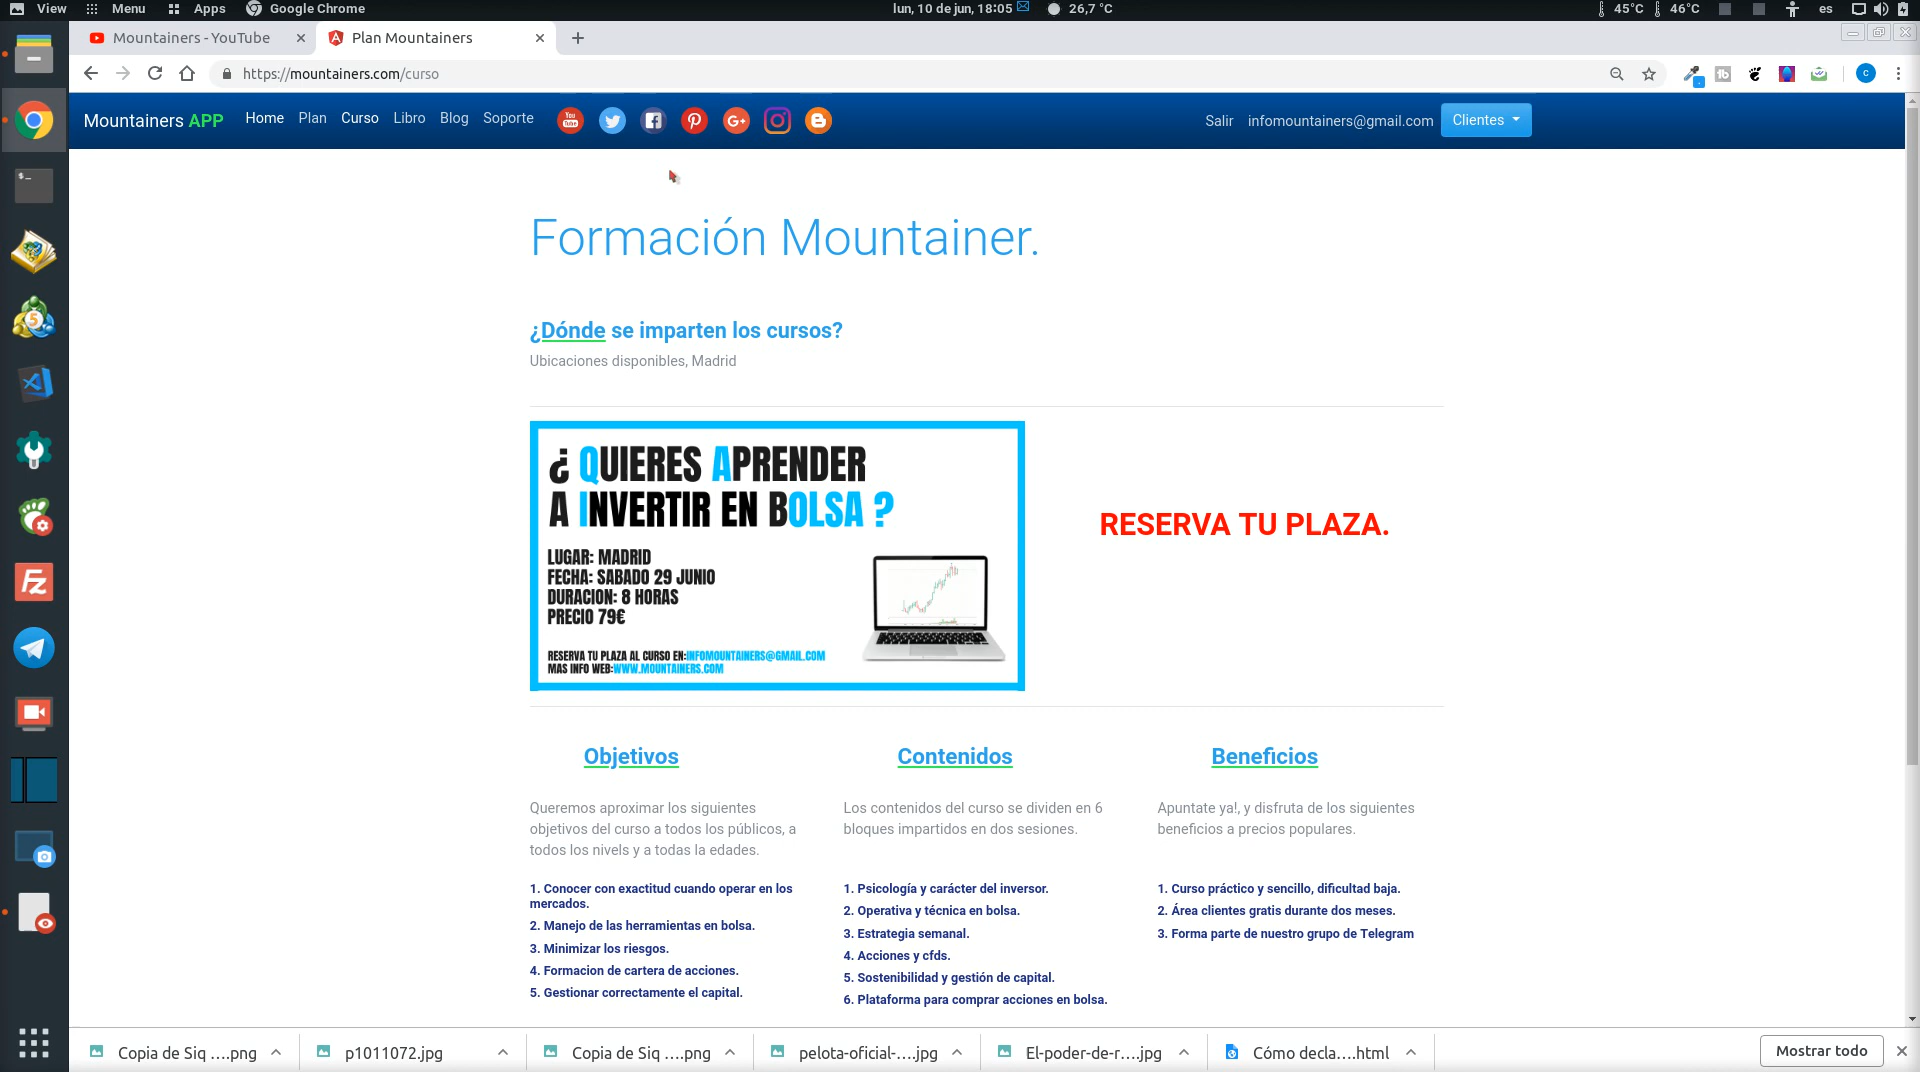 View Menu Apps Google Chrome lun, 10 de jun, 18:05 26,7 °C 45°C 46°C es
Mountainers - YouTube Plan Mountainers
https://mountainers.com/curso
Mountainers APP Home Plan Curso Libro Blog Soporte Salir infomountainers@gmail.com Clientes
Formación Mountainer.
¿Dónde se imparten los cursos?
Ubicaciones disponibles, Madrid
¿ QUIERES APRENDER
A INVERTIR EN BOLSA ?
LUGAR: MADRID
FECHA: SABADO 29 JUNIO
DURACION: 8 HORAS
PRECIO 79€
RESERVA TU PLAZA AL CURSO EN:INFOMOUNTAINERS@GMAIL.COM
MAS INFO WEB:WWW.MOUNTAINERS.COM
RESERVA TU PLAZA.
Objetivos
Queremos aproximar los siguientes
objetivos del curso a todos los públicos, a
todos los nivels y a todas la edades.
1. Conocer con exactitud cuando operar en los
mercados.
2. Manejo de las herramientas en bolsa.
3. Minimizar los riesgos.
4. Formacion de cartera de acciones.
5. Gestionar correctamente el capital.
Contenidos
Los contenidos del curso se dividen en 6
bloques impartidos en dos sesiones.
1. Psicología y carácter del inversor.
2. Operativa y técnica en bolsa.
3. Estrategia semanal.
4. Acciones y cfds.
5. Sostenibilidad y gestión de capital.
6. Plataforma para comprar acciones en bolsa.
Beneficios
Apuntate ya!, y disfruta de los siguientes
beneficios a precios populares.
1. Curso práctico y sencillo, dificultad baja.
2. Área clientes gratis durante dos meses.
3. Forma parte de nuestro grupo de Telegram
Copia de Siq ....png p1011072.jpg Copia de Siq ....png pelota-oficial-....jpg El-poder-de-r....jpg Cómo decla....html Mostrar todo